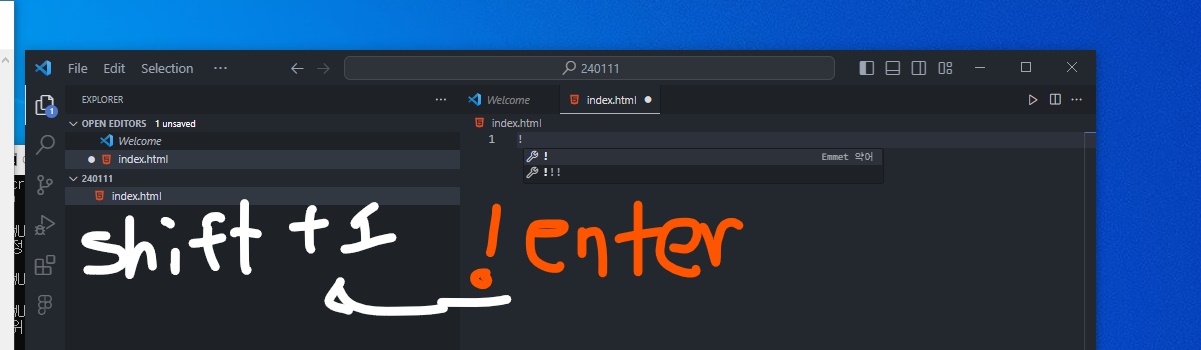 File Edit Selection ··· 240111
EXPLORER ··· Welcome index.html ···
OPEN EDITORS 1 unsaved index.html
Welcome 1 !
index.html ! Emmet 약어
240111 !!!
index.html
shift + 1 ! enter
1